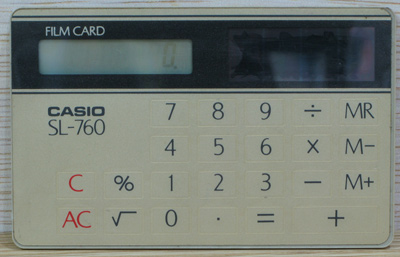 FILM CARD
0.
CASIO
SL-760
7 8 9 ÷ MR
4 5 6 × M−
C % 1 2 3 − M+
AC √ 0 · = +